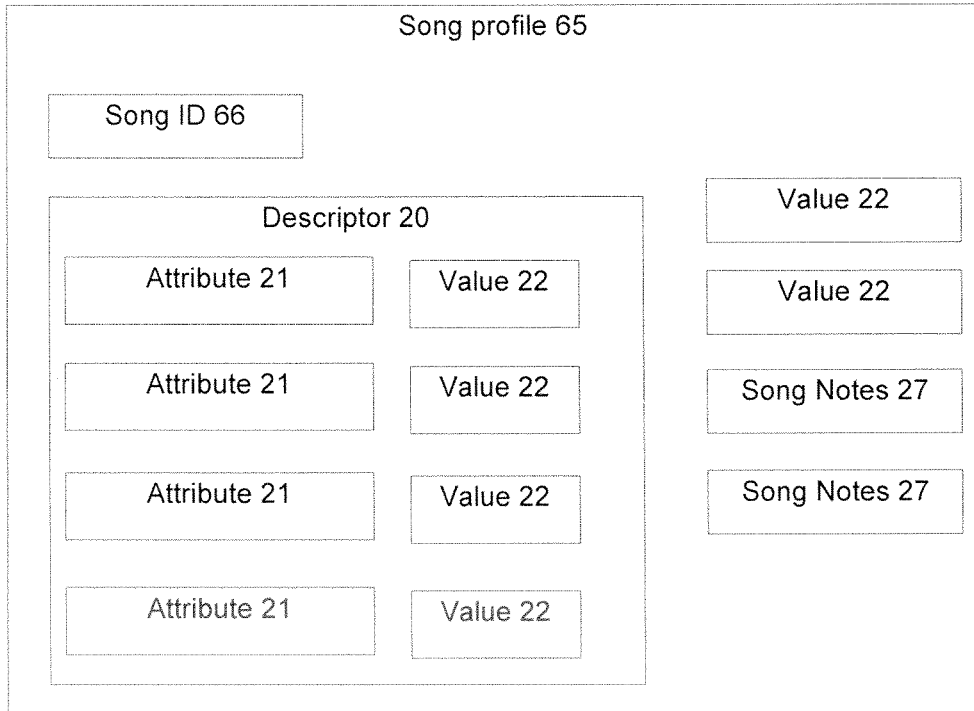 Song profile 65
Song ID 66
Descriptor 20
Attribute 21
Value 22
Attribute 21
Value 22
Attribute 21
Value 22
Attribute 21
Value 22
Value 22
Value 22
Song Notes 27
Song Notes 27